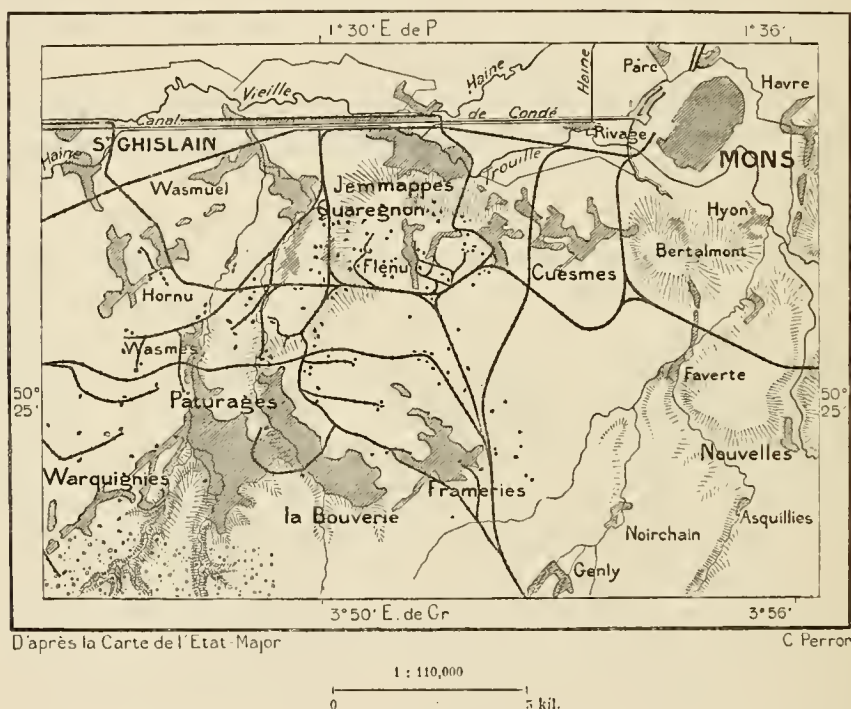 1° 30' E de P
1° 36'
Parc
Havre
Haine
Haine
Vieille
Canal de Condé
Rivage
Haine
St GHISLAIN
Trouille
MONS
Wasmuel
Jemmappes
Quaregnon
Hyon
Bertalmont
Flénu
Cuesmes
Hornu
Wasmes
Faverte
50° 25'
50° 25'
Pâturages
Nouvelles
Warquignies
Frameries
la Bouverie
Asquillies
Noirchain
Genly
3° 50' E. de Gr
3° 56'
D'après la Carte de l'Etat-Major
C Perron
1 : 110,000
0 5 kil.